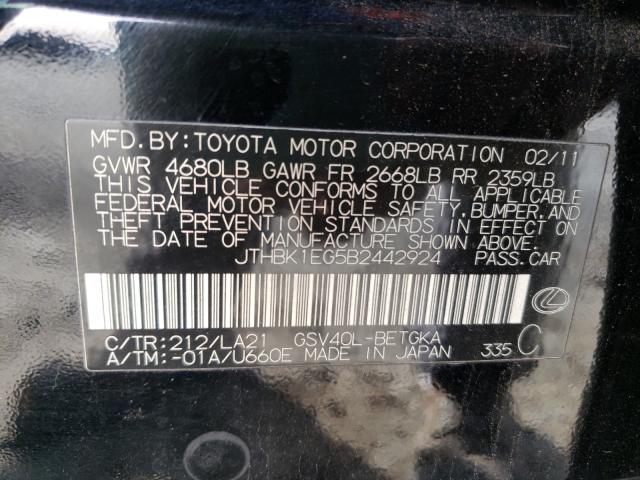 MFD.BY:TOYOTA MOTOR CORPORATION 02/11
GVWR 4680LB GAWR FR 2668LB RR 2359LB
THIS VEHICLE CONFORMS TO ALL APPLICABLE
FEDERAL MOTOR VEHICLE SAFETY,BUMPER,AND
THEFT PREVENTION STANDARDS IN EFFECT ON
THE DATE OF MANUFACTURE SHOWN ABOVE.
JTHBK1EG5B2442924 PASS.CAR
C/TR:212/LA21 GSV40L-BETGKA
A/TM:-01A/U660E MADE IN JAPAN 335 C